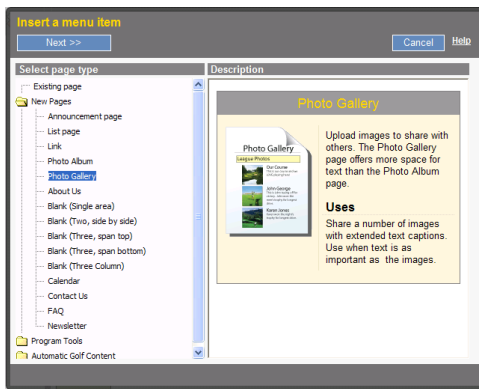 Insert a menu item
Next >>
Cancel
Help
Select page type
Existing page
New Pages
Announcement page
List page
Link
Photo Album
Photo Gallery
About Us
Blank (Single area)
Blank (Two, side by side)
Blank (Three, span top)
Blank (Three, span bottom)
Blank (Three Column)
Calendar
Contact Us
FAQ
Newsletter
Program Tools
Automatic Golf Content
Description
Photo Gallery
Photo Gallery
League Photos
Our Course
John George
Karen Jones
Upload images to share with
others. The Photo Gallery
page offers more space for
text than the Photo Album
page.
Uses
Share a number of images
with extended text captions.
Use when text is as
important as the images.